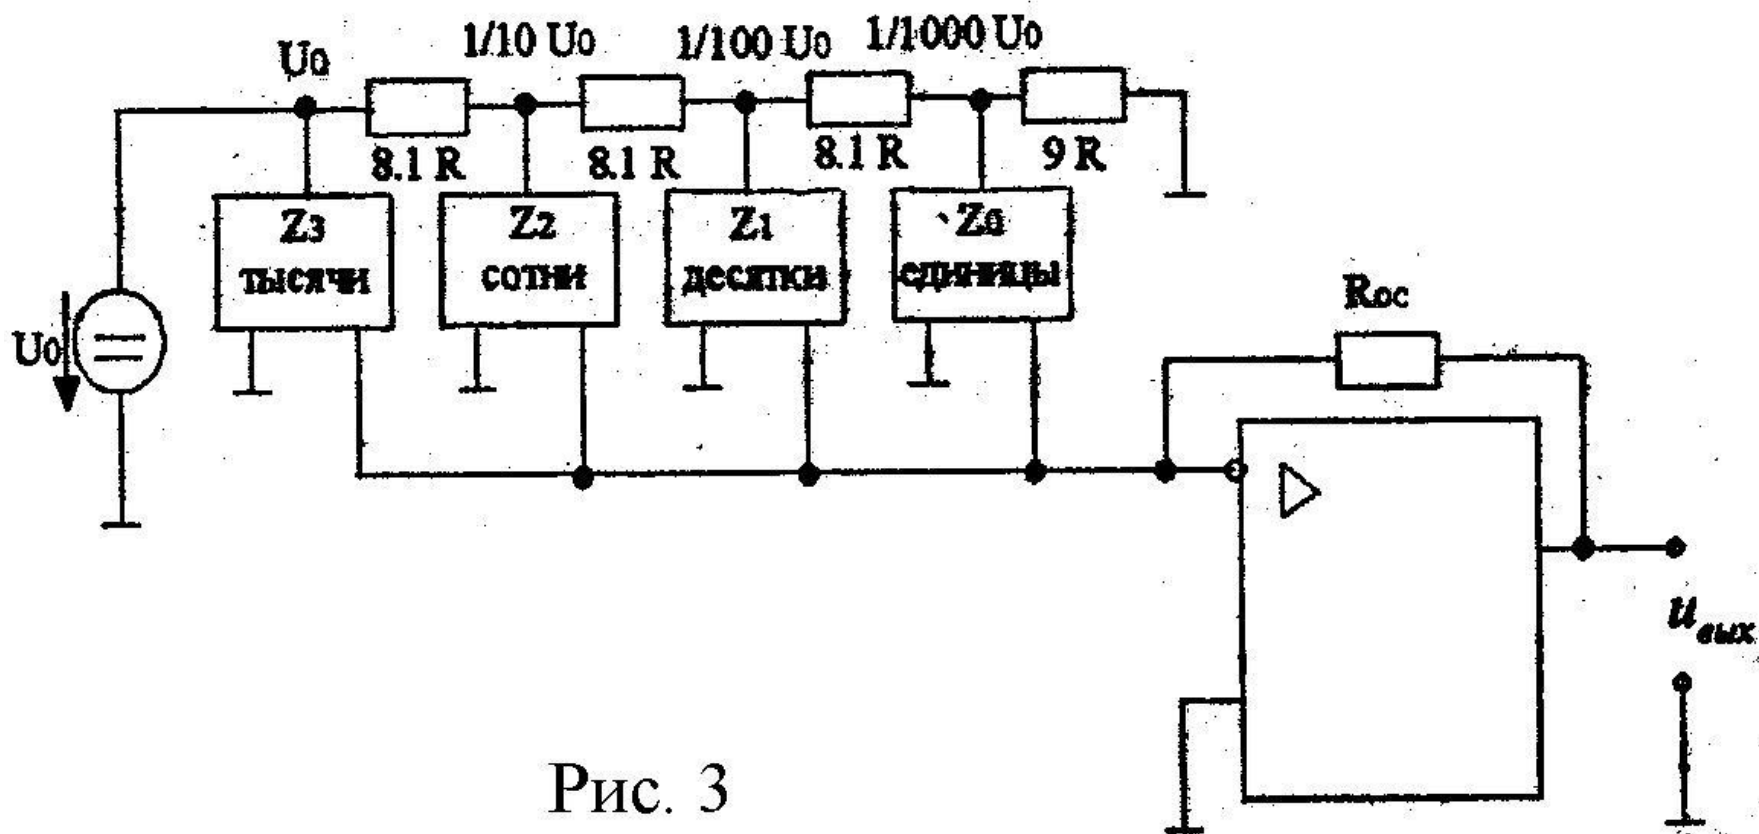 U0 1/10 U0 1/100 U0 1/1000 U0
8.1 R 8.1 R 8.1 R 9 R
Z3 Z2 Z1 Z0
тысячи сотни десятки единицы
Rос
U0
uвых
Рис. 3